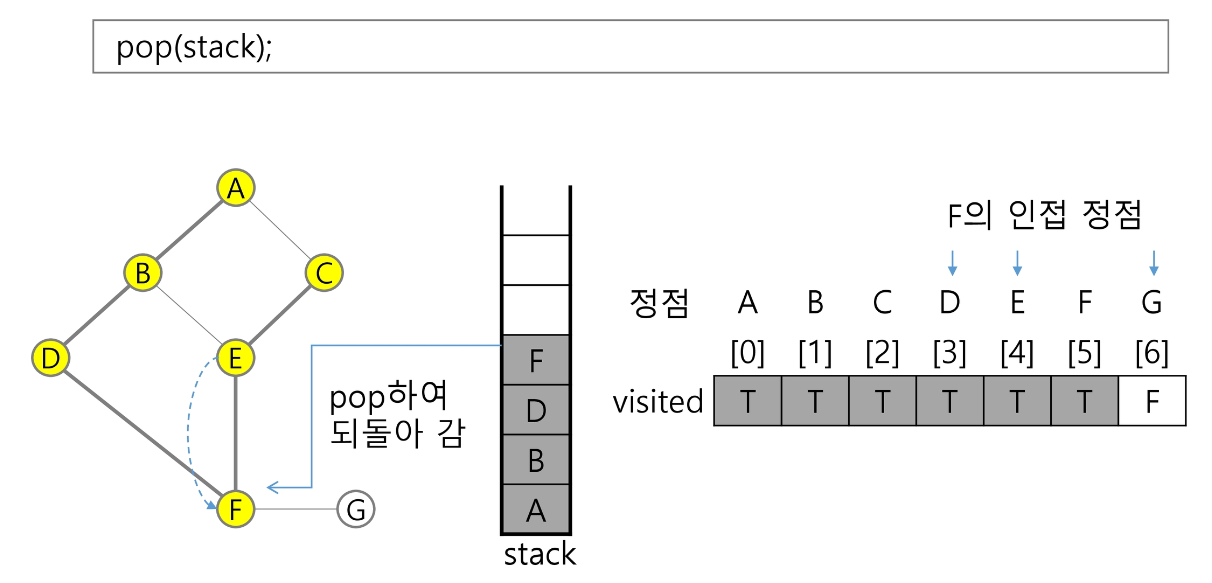 pop(stack);
A
B
C
D
E
F
G
pop하여
되돌아 감
F
D
B
A
stack
F의 인접 정점
정점 A B C D E F G
[0] [1] [2] [3] [4] [5] [6]
visited T T T T T T F